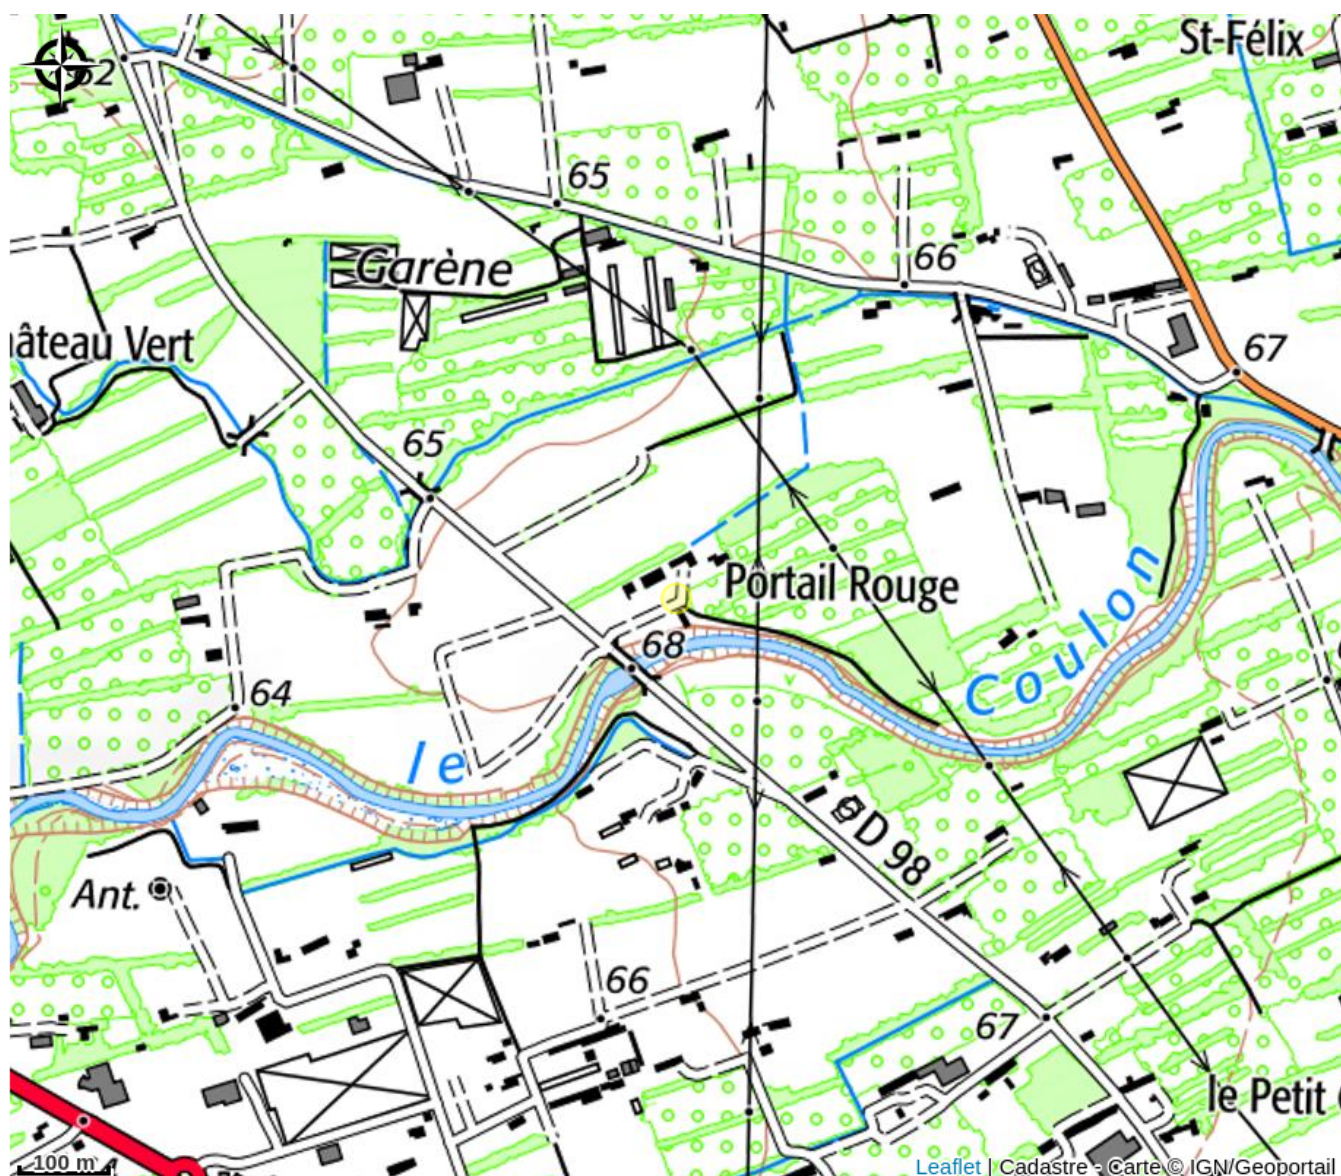 St-Félix
62
65
66
Garène
67
âteau Vert
65
Portail Rouge
Coulon
68
64
le
D 98
Ant.
66
67
le Petit
100 m
Leaflet | Cadastre - Carte © IGN/Geoportail